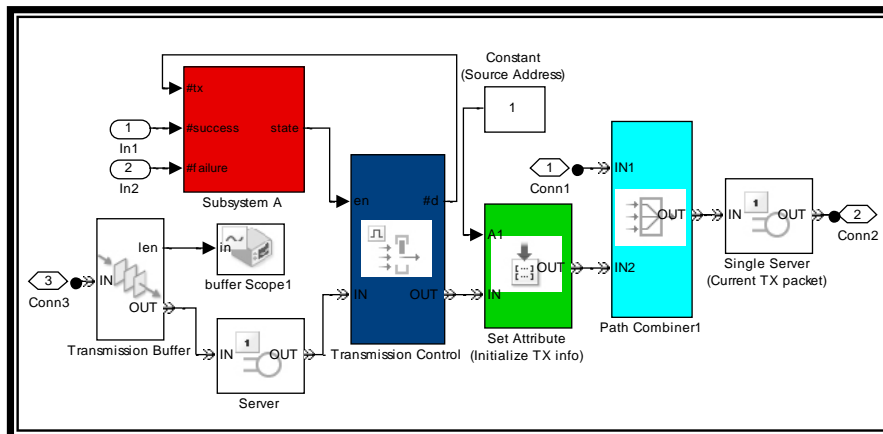 Constant
(Source Address)
1
#tx
#success
#failure
state
Subsystem A
1
In1
2
In2
en
#d
IN
OUT
Transmission Control
1
Conn1
IN1
IN2
OUT
Path Combiner1
A1
IN
OUT
[...]
Set Attribute
(Initialize TX info)
1
IN
OUT
Single Server
(Current TX packet)
2
Conn2
3
Conn3
IN
len
OUT
Transmission Buffer
in
buffer Scope1
1
IN
OUT
Server